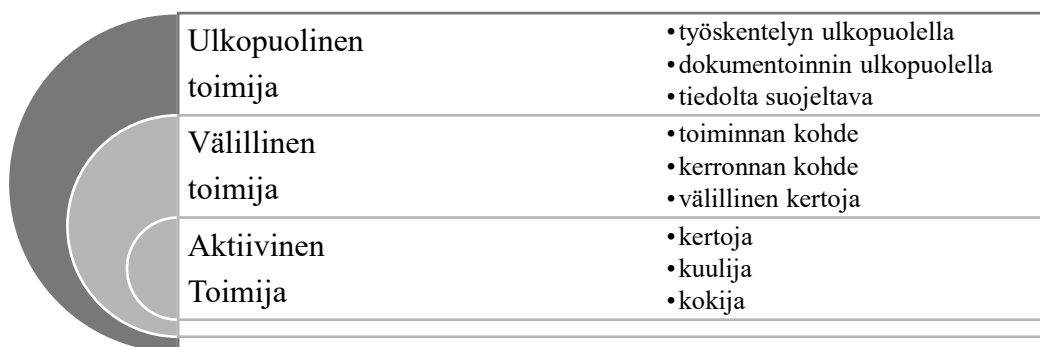 Ulkopuolinen
toimija
•työskentelyn ulkopuolella
•dokumentoinnin ulkopuolella
•tiedolta suojeltava
Välillinen
toimija
•toiminnan kohde
•kerronnan kohde
•välillinen kertoja
Aktiivinen
Toimija
•kertoja
•kuulija
•kokija